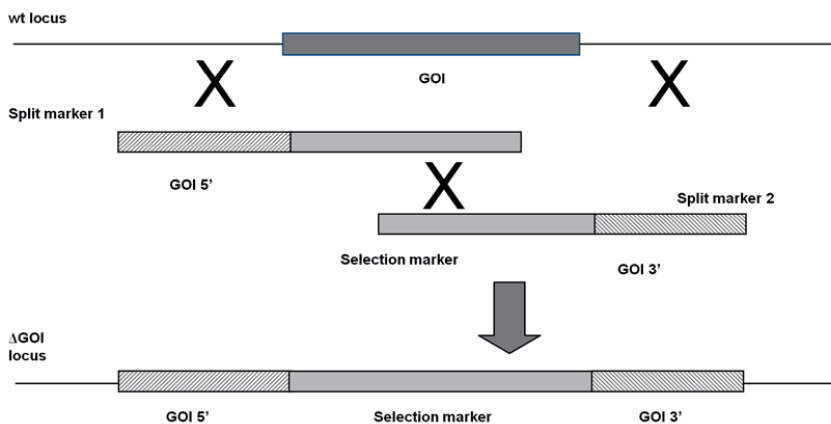 wt locus
GOI
Split marker 1
GOI 5’
Split marker 2
Selection marker
GOI 3’
ΔGOI
locus
GOI 5’
Selection marker
GOI 3’